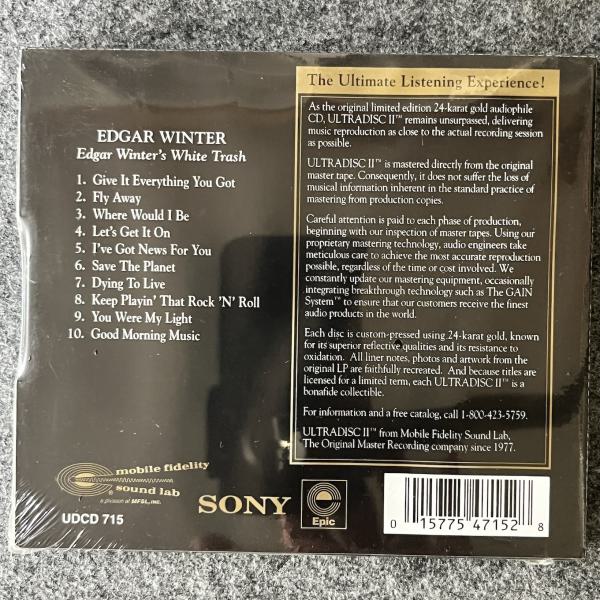 EDGAR WINTER
Edgar Winter's White Trash
1. Give It Everything You Got
2. Fly Away
3. Where Would I Be
4. Let's Get It On
5. I've Got News For You
6. Save The Planet
7. Dying To Live
8. Keep Playin' That Rock 'N' Roll
9. You Were My Light
10. Good Morning Music
The Ultimate Listening Experience!
As the original limited edition 24-karat gold audiophile
CD, ULTRADISC II™ remains unsurpassed, delivering
music reproduction as close to the actual recording session
as possible.
ULTRADISC II™ is mastered directly from the original
master tape. Consequently, it does not suffer the loss of
musical information inherent in the standard practice of
mastering from production copies.
Careful attention is paid to each phase of production,
beginning with our inspection of master tapes. Using our
proprietary mastering technology, audio engineers take
meticulous care to achieve the most accurate reproduction
possible, regardless of the time or cost involved. We
constantly update our mastering equipment, occasionally
integrating breakthrough technology such as The GAIN
System™ to ensure that our customers receive the finest
audio products in the world.
Each disc is custom-pressed using 24-karat gold, known
for its superior reflective qualities and its resistance to
oxidation. All liner notes, photos and artwork from the
original LP are faithfully recreated. And because titles are
licensed for a limited term, each ULTRADISC II™ is a
bonafide collectible.
For information and a free catalog, call 1-800-423-5759.
ULTRADISC II™ from Mobile Fidelity Sound Lab,
The Original Master Recording company since 1977.
mobile fidelity
sound lab
a division of MFSL, INC.
UDCD 715
SONY
Epic
0 15775 47152 8